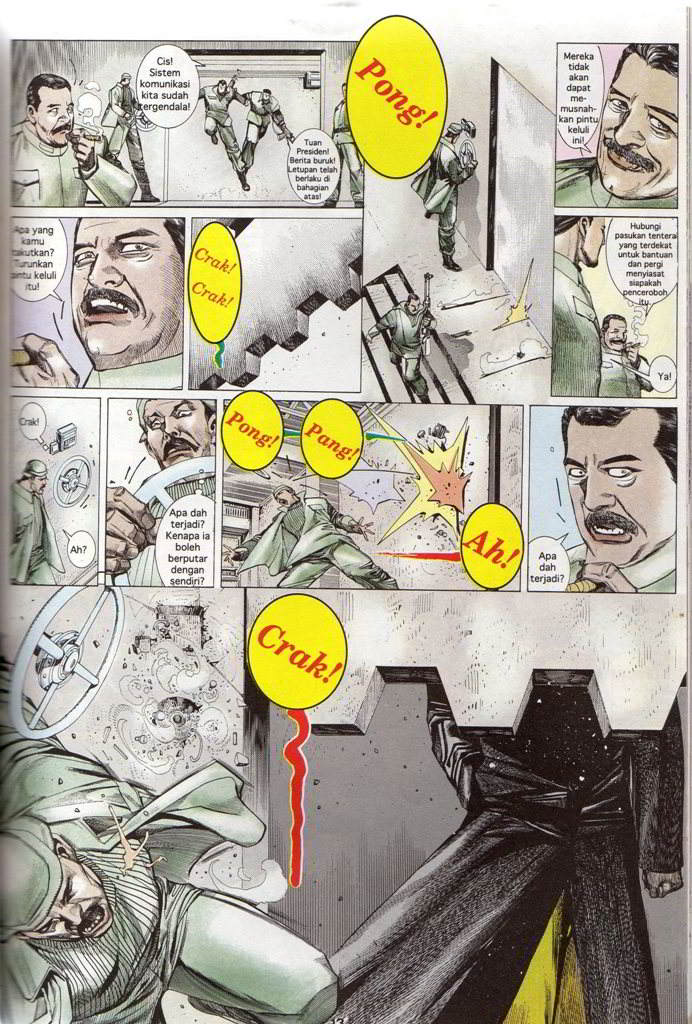 Cis!
Sistem
komunikasi
kita sudah
tergendala!
Tuan
Presiden!
Berita buruk!
Letupan telah
berlaku di
bahagian
atas!
Pong!
Mereka
tidak
akan
dapat
me-
musnah-
kan pintu
keluli
ini!
Apa yang
kamu
takutkan?
Turunkan
pintu keluli
itu!
Crak!
Crak!
Hubungi
pasukan tentera
yang terdekat
untuk bantuan
dan pergi
menyiasat
siapakah
penceroboh
itu.
Ya!
Crak!
Ah?
Apa dah
terjadi?
Kenapa ia
boleh
berputar
dengan
sendiri?
Pong!
Pang!
Ah!
Apa dah
terjadi?
Crak!